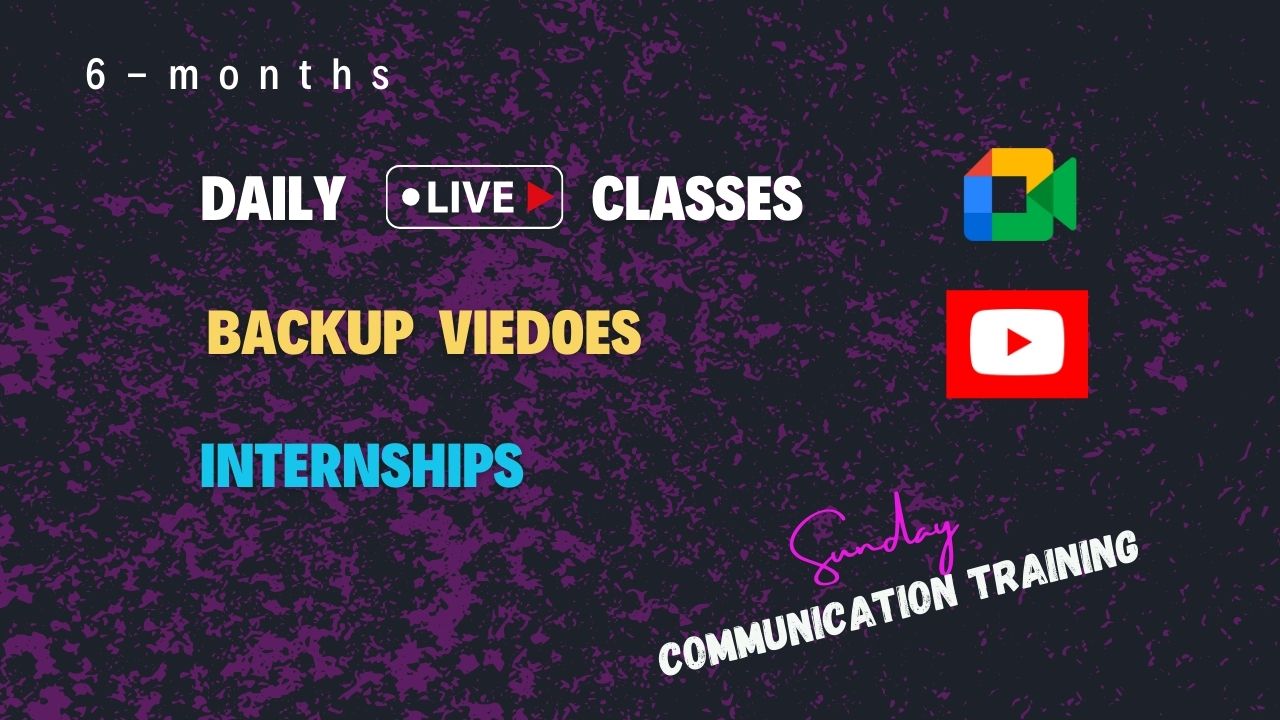 6-months
DAILY LIVE CLASSES
BACKUP VIEDOES
INTERNSHIPS
Sunday
COMMUNICATION TRAINING